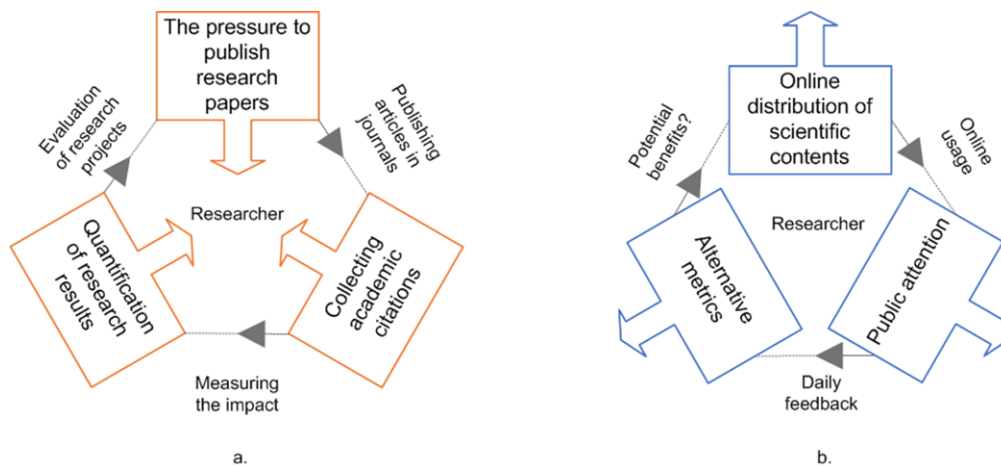 The pressure to
publish
research
papers
Evaluation
of research
projects
Publishing
articles in
journals
Researcher
Quantification
of research
results
Collecting
academic
citations
Measuring
the impact
a.
Online
distribution of
scientific
contents
Potential
benefits?
Online
usage
Researcher
Alternative
metrics
Public attention
Daily
feedback
b.